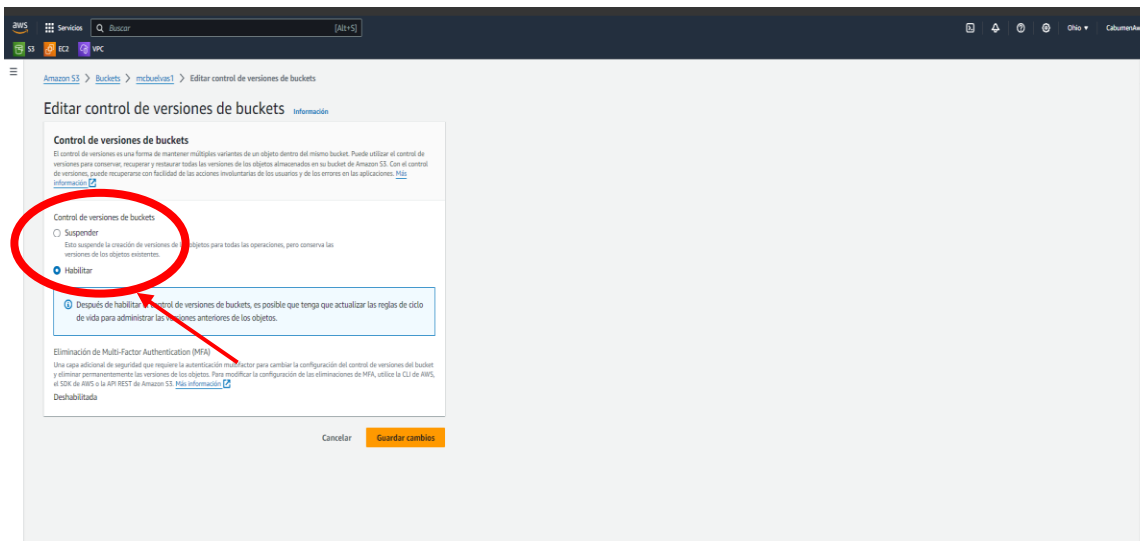 aws
Servicios
Buscar
[Alt+S]
Ohio
S3
EC2
VPC
Amazon S3 > Buckets > mcbuelvas1 > Editar control de versiones de buckets
Editar control de versiones de buckets Información
Control de versiones de buckets
El control de versiones es una forma de mantener múltiples variantes de un objeto dentro del mismo bucket. Puede utilizar el control de
versiones para conservar, recuperar y restaurar todas las versiones de los objetos almacenados en su bucket de Amazon S3. Con el control
de versiones, puede recuperarse con facilidad de las acciones involuntarias de los usuarios y de los errores en las aplicaciones. Más
información
Control de versiones de buckets
Suspender
Esto suspende la creación de versiones de objetos para todas las operaciones, pero conserva las
versiones de los objetos existentes.
Habilitar
Después de habilitar control de versiones de buckets, es posible que tenga que actualizar las reglas de ciclo
de vida para administrar las versiones anteriores de los objetos.
Eliminación de Multi-Factor Authentication (MFA)
Una capa adicional de seguridad que requiere la autenticación multifactor para cambiar la configuración del control de versiones del bucket
y eliminar permanentemente las versiones de los objetos. Para modificar la configuración de las eliminaciones de MFA, utilice la CLI de AWS,
el SDK de AWS o la API REST de Amazon S3. Más información
Deshabilitada
Cancelar
Guardar cambios